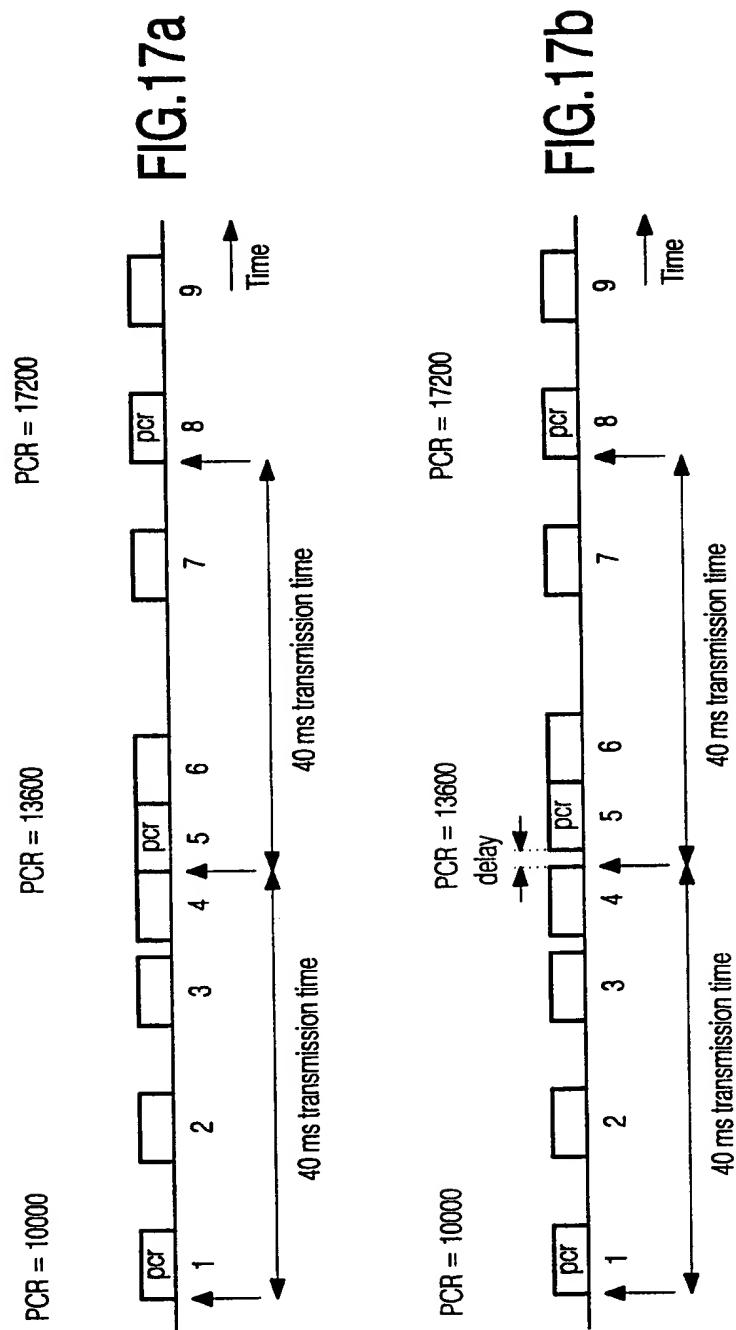 PCR = 10000
PCR = 13600
PCR = 17200
pcr
pcr
pcr
1
2
3
4
5
6
7
8
9
Time
40 ms transmission time
40 ms transmission time
FIG.17a
PCR = 10000
PCR = 13600
PCR = 17200
delay
pcr
pcr
pcr
1
2
3
4
5
6
7
8
9
Time
40 ms transmission time
40 ms transmission time
FIG.17b